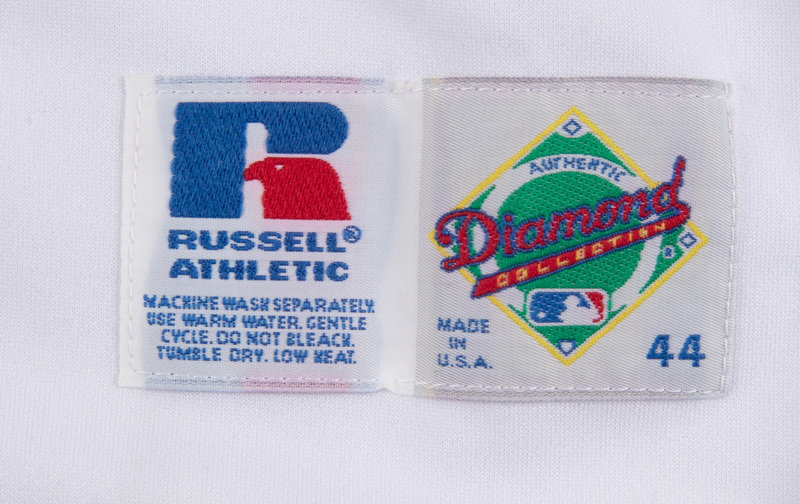 RUSSELL®
ATHLETIC
MACHINE WASH SEPARATELY.
USE WARM WATER. GENTLE
CYCLE. DO NOT BLEACH.
TUMBLE DRY. LOW HEAT.
AUTHENTIC
Diamond
COLLECTION
®
MADE
IN
U.S.A.
44